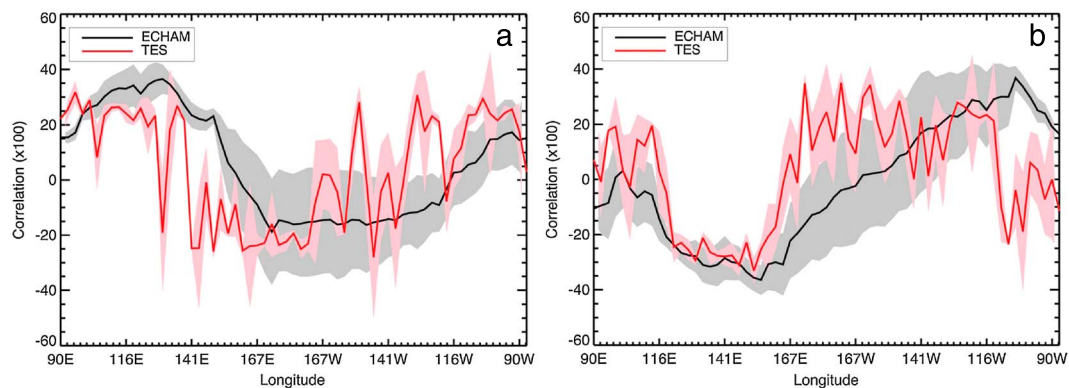 ECHAM
TES
a
60
40
20
0
-20
-40
-60
Correlation (x100)
90E 116E 141E 167E 167W 141W 116W 90W
Longitude
ECHAM
TES
b
60
40
20
0
-20
-40
-60
Correlation (x100)
90E 116E 141E 167E 167W 141W 116W 90W
Longitude